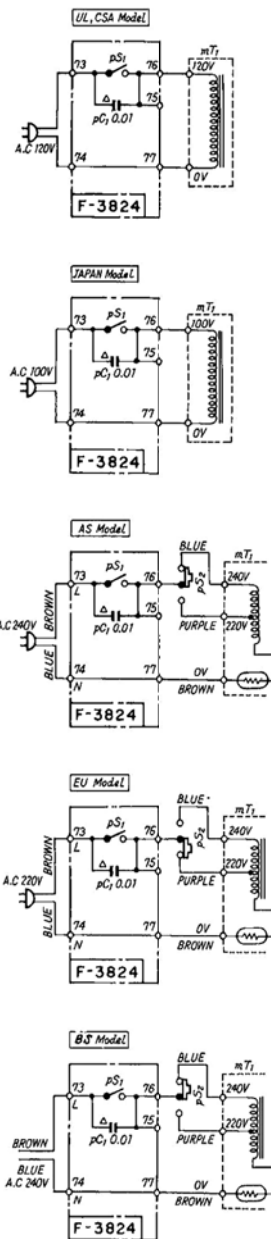 UL, CSA Model
73 pS1 76 120V mT1
75
pC1 0.01
A.C 120V
74 77 0V
F-3824
JAPAN Model
73 pS1 76 100V mT1
75
pC1 0.01
A.C 100V
74 77 0V
F-3824
AS Model
BLUE
mT1
73 pS1 76 240V
L
pS2
75
pC1 0.01
PURPLE 220V
A.C 240V
BROWN
BLUE
74 77 0V
N
BROWN
F-3824
EU Model
BLUE
mT1
73 pS1 76 240V
L
pS2
75 220V
pC1 0.01
PURPLE
A.C 220V
BROWN
BLUE
74 77 0V
N
BROWN
F-3824
BS Model
BLUE
mT1
73 pS1 76 240V
L
pS2
75 220V
pC1 0.01
PURPLE
BROWN
BLUE
A.C 240V
74 77 0V
N
BROWN
F-3824